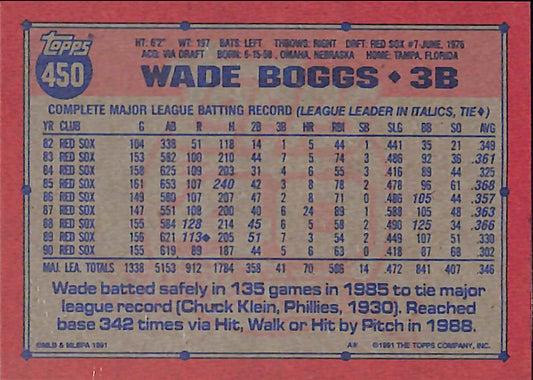 Topps
450
HT: 6'2" WT: 197 BATS: LEFT THROWS: RIGHT DRAFT: RED SOX #7-JUNE, 1976
ACQ: VIA DRAFT BORN: 6-15-58, OMAHA, NEBRASKA HOME: TAMPA, FLORIDA
WADE BOGGS ♦ 3B
COMPLETE MAJOR LEAGUE BATTING RECORD (LEAGUE LEADER IN ITALICS, TIE♦)
YR CLUB G AB R H 2B 3B HR RBI SB SLG BB SO AVG
82 RED SOX 104 338 51 118 14 1 5 44 1 .441 35 21 .349
83 RED SOX 153 582 100 210 44 7 5 74 3 .486 92 36 .361
84 RED SOX 158 625 109 203 31 4 6 55 3 .416 89 44 .325
85 RED SOX 161 653 107 240 42 3 8 78 2 .478 96 61 .368
86 RED SOX 149 580 107 207 47 2 8 71 0 .486 105 44 .357
87 RED SOX 147 551 108 200 40 6 24 89 1 .588 105 48 .363
88 RED SOX 155 584 128 214 45 6 5 58 2 .490 125 34 .366
89 RED SOX 156 621 113♦ 205 51 7 3 54 2 .449 107 51 .330
90 RED SOX 155 619 89 187 44 5 6 63 0 .418 87 68 .302
MAJ. LEA. TOTALS 1338 5153 912 1784 358 41 70 586 14 .472 841 407 .346
Wade batted safely in 135 games in 1985 to tie major
league record (Chuck Klein, Phillies, 1930). Reached
base 342 times via Hit, Walk or Hit by Pitch in 1988.
©MLB & MLBPA 1991 A* ©1991 THE TOPPS COMPANY, INC.